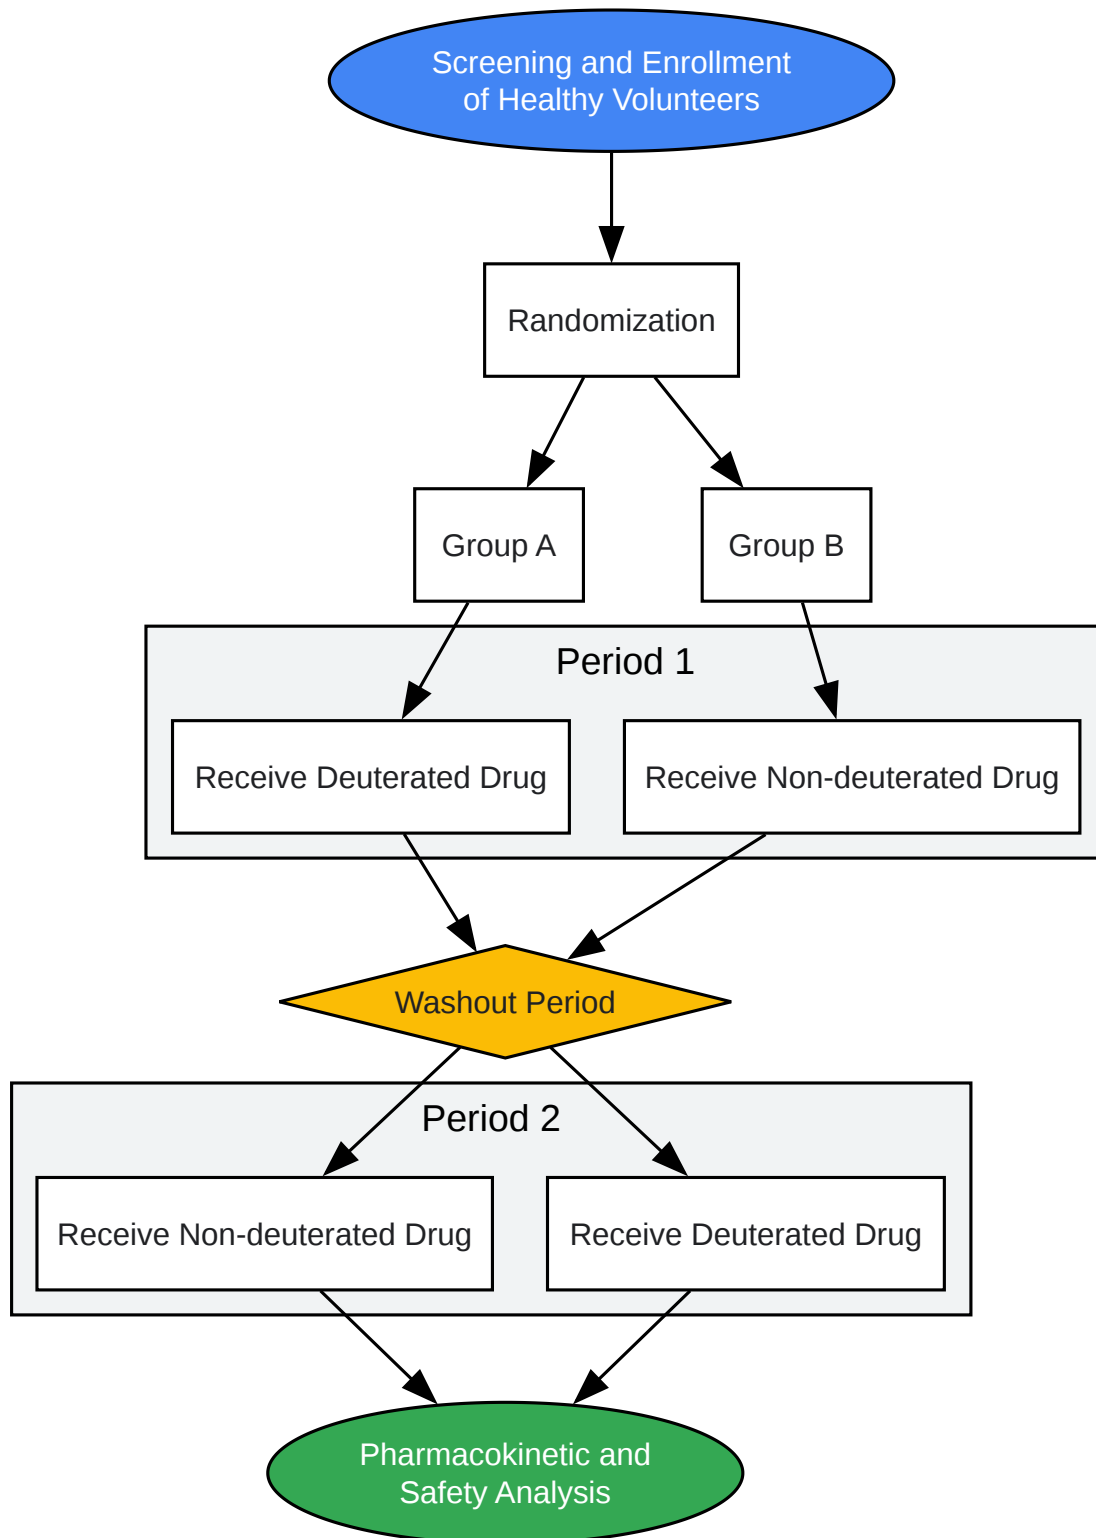 Screening and Enrollment
of Healthy Volunteers
Randomization
Group A
Group B
Period 1
Receive Deuterated Drug
Receive Non-deuterated Drug
Washout Period
Period 2
Receive Non-deuterated Drug
Receive Deuterated Drug
Pharmacokinetic and
Safety Analysis